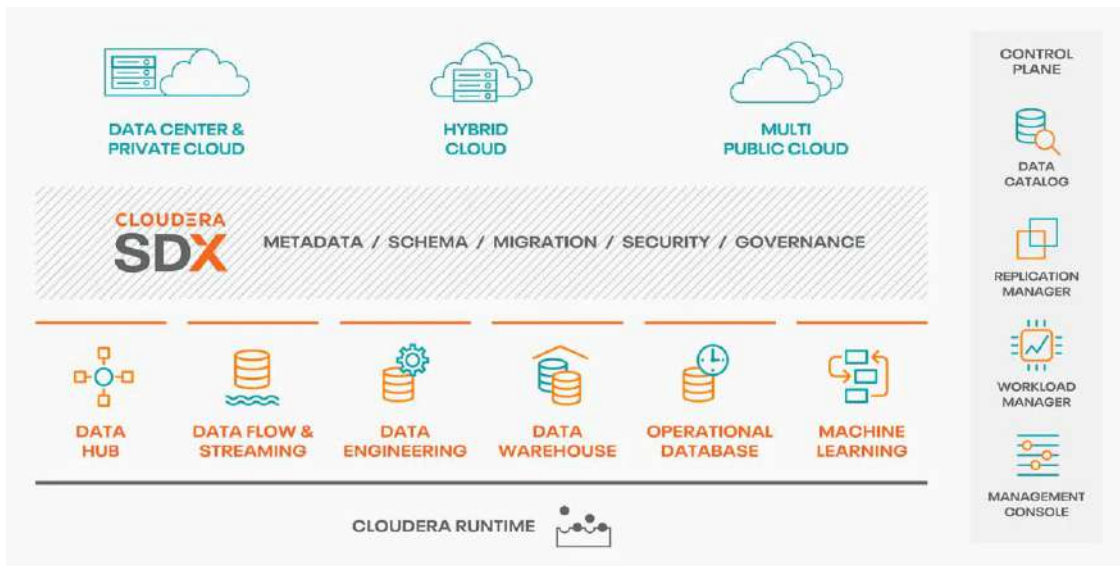 DATA CENTER &
PRIVATE CLOUD
HYBRID
CLOUD
MULTI
PUBLIC CLOUD
CLOUDERA
SDX
METADATA / SCHEMA / MIGRATION / SECURITY / GOVERNANCE
DATA
HUB
DATA FLOW &
STREAMING
DATA
ENGINEERING
DATA
WAREHOUSE
OPERATIONAL
DATABASE
MACHINE
LEARNING
CLOUDERA RUNTIME
CONTROL
PLANE
DATA
CATALOG
REPLICATION
MANAGER
WORKLOAD
MANAGER
MANAGEMENT
CONSOLE